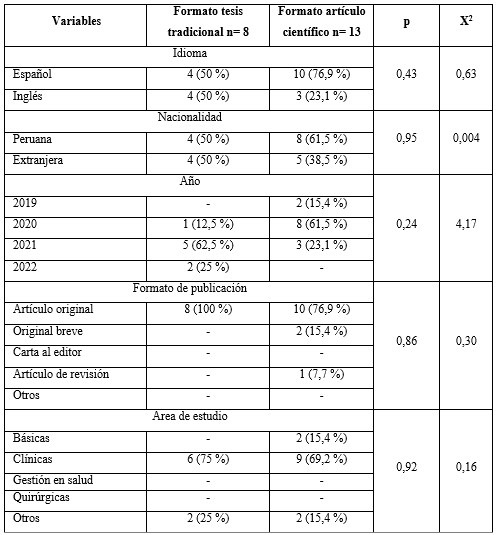 Variables Formato tesis tradicional n= 8 Formato artículo científico n= 13 p X²
Idioma
Español 4 (50 %) 10 (76,9 %) 0,43 0,63
Inglés 4 (50 %) 3 (23,1 %)
Nacionalidad
Peruana 4 (50 %) 8 (61,5 %) 0,95 0,004
Extranjera 4 (50 %) 5 (38,5 %)
Año
2019 - 2 (15,4 %)
2020 1 (12,5 %) 8 (61,5 %) 0,24 4,17
2021 5 (62,5 %) 3 (23,1 %)
2022 2 (25 %) -
Formato de publicación
Artículo original 8 (100 %) 10 (76,9 %)
Original breve - 2 (15,4 %) 0,86 0,30
Carta al editor - -
Artículo de revisión - 1 (7,7 %)
Otros - -
Area de estudio
Básicas - 2 (15,4 %)
Clínicas 6 (75 %) 9 (69,2 %) 0,92 0,16
Gestión en salud - -
Quirúrgicas - -
Otros 2 (25 %) 2 (15,4 %)